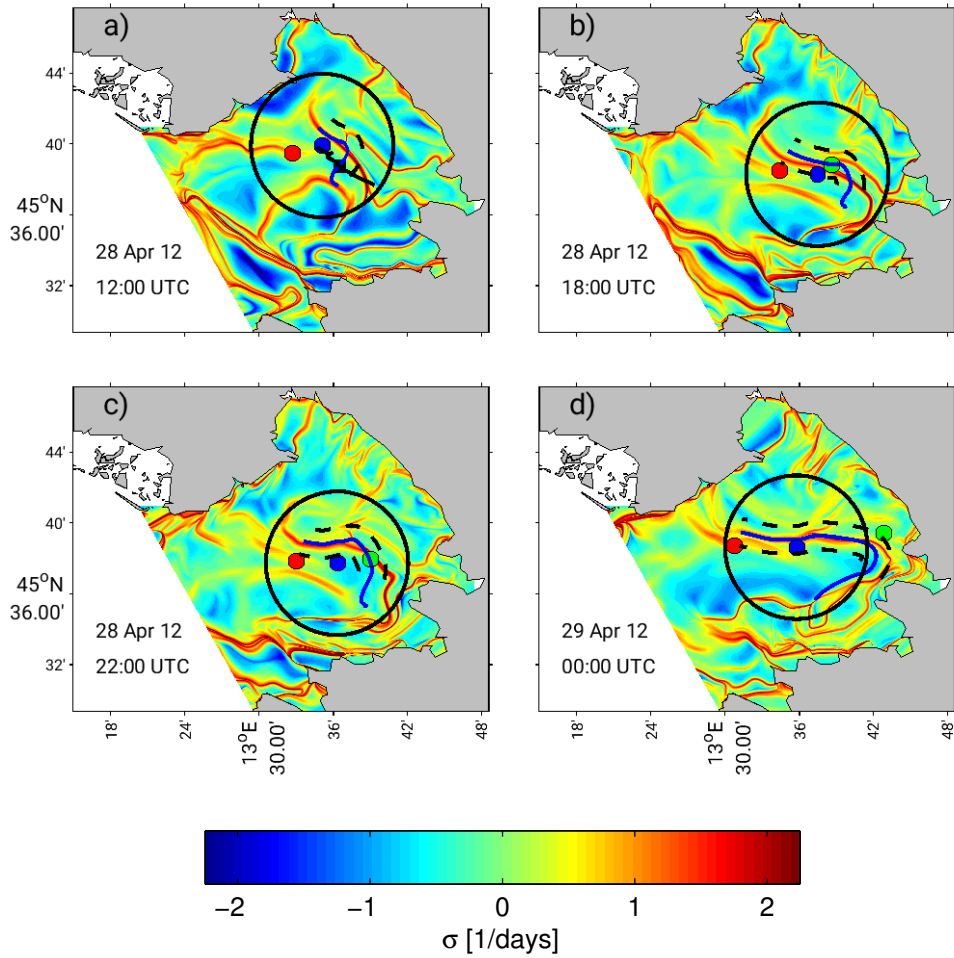 a)
44'
40'
45°N
36.00'
32'
28 Apr 12
12:00 UTC
b)
28 Apr 12
18:00 UTC
c)
44'
40'
45°N
36.00'
32'
28 Apr 12
22:00 UTC
18'
24'
13°E
30.00'
36'
42'
48'
d)
29 Apr 12
00:00 UTC
18'
24'
13°E
30.00'
36'
42'
48'
−2
−1
0
1
2
σ [1/days]